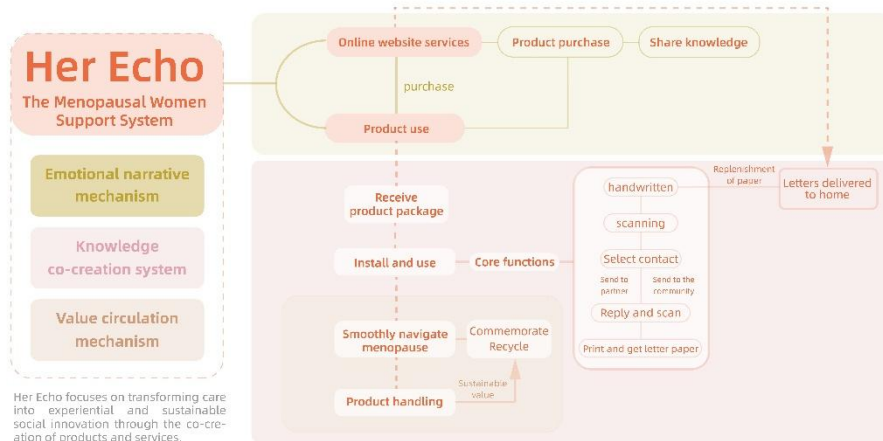 Her Echo
The Menopausal Women
Support System
Emotional narrative
mechanism
Knowledge
co-creation system
Value circulation
mechanism
Her Echo focuses on transforming care
into experiential and sustainable
social innovation through the co-cre-
ation of products and services.
Online website services
Product purchase
Share knowledge
purchase
Product use
Receive
product package
Install and use
Core functions
handwritten
scanning
Select contact
Send to
partner
Send to the
community
Reply and scan
Print and get letter paper
Replenishment
of paper
Letters delivered
to home
Smoothly navigate
menopause
Commemorate
Recycle
Product handling
Sustainable
value